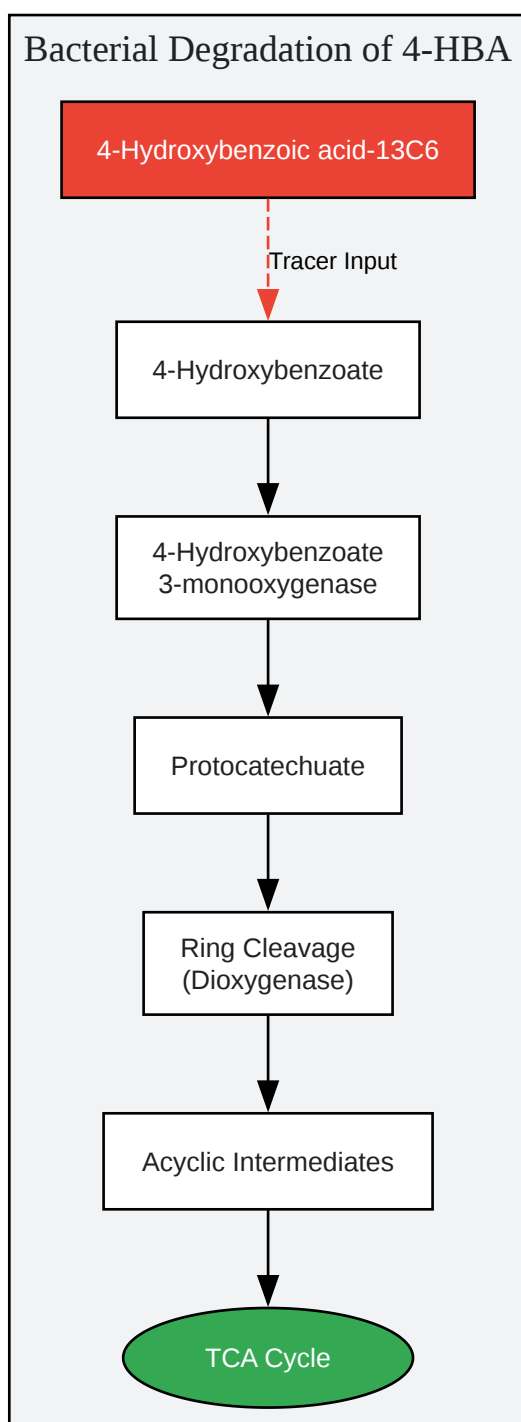 Bacterial Degradation of 4-HBA
4-Hydroxybenzoic acid-13C6
Tracer Input
4-Hydroxybenzoate
4-Hydroxybenzoate
3-monooxygenase
Protocatechuate
Ring Cleavage
(Dioxygenase)
Acyclic Intermediates
TCA Cycle